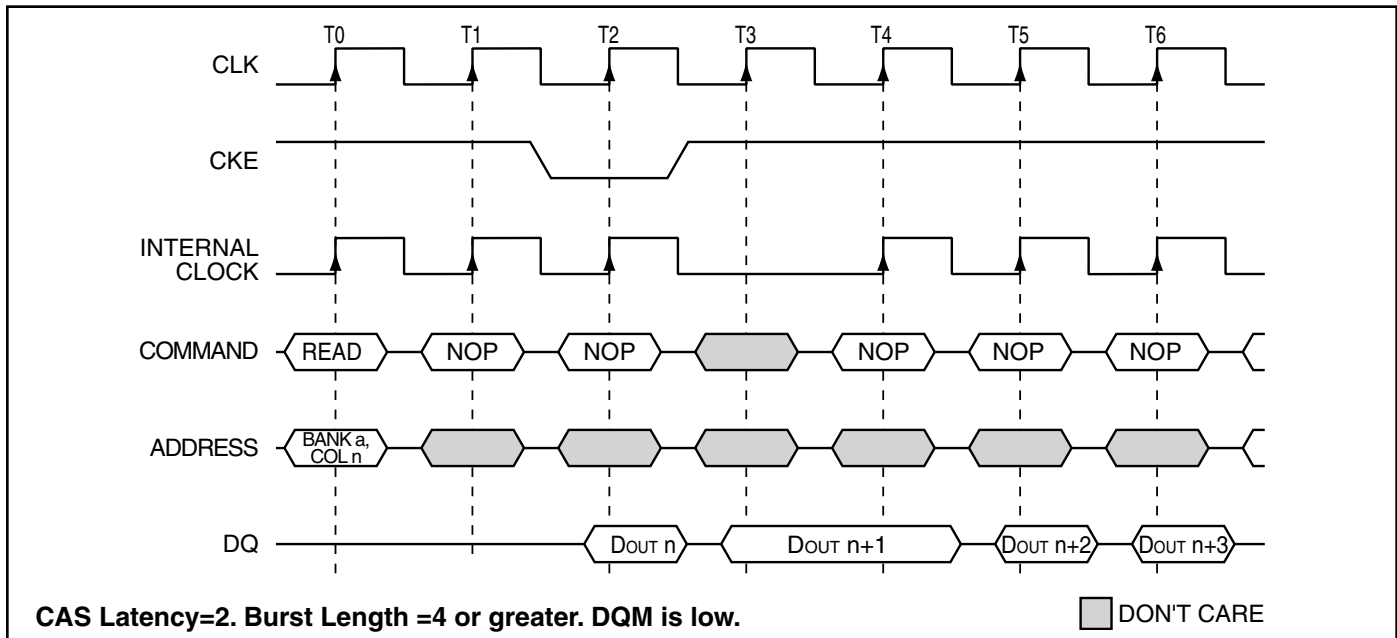 T0 T1 T2 T3 T4 T5 T6
CLK
CKE
INTERNAL
CLOCK
COMMAND READ NOP NOP NOP NOP NOP
ADDRESS BANK a,
COL n
DQ DOUT n DOUT n+1 DOUT n+2 DOUT n+3
CAS Latency=2. Burst Length =4 or greater. DQM is low. DON'T CARE